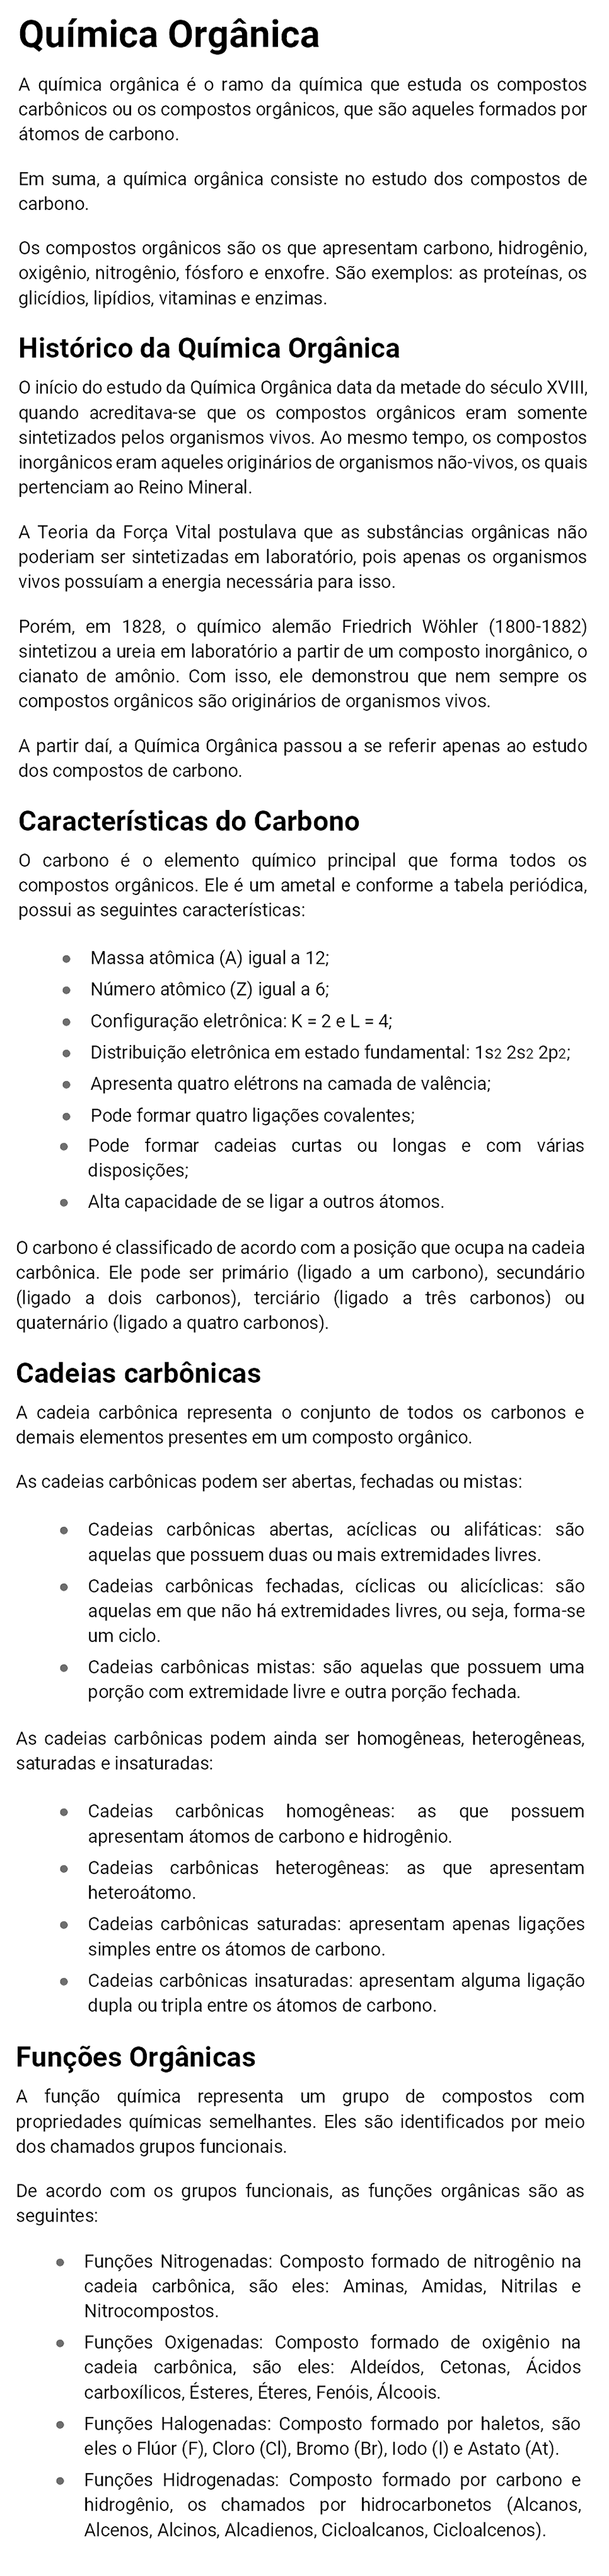 Química Orgânica
A química orgânica é o ramo da química que estuda os compostos
carbônicos ou os compostos orgânicos, que são aqueles formados por
átomos de carbono.
Em suma, a química orgânica consiste no estudo dos compostos de
carbono.
Os compostos orgânicos são os que apresentam carbono, hidrogênio,
oxigênio, nitrogênio, fósforo e enxofre. São exemplos: as proteínas, os
glicídios, lipídios, vitaminas e enzimas.
Histórico da Química Orgânica
O início do estudo da Química Orgânica data da metade do século XVIII,
quando acreditava-se que os compostos orgânicos eram somente
sintetizados pelos organismos vivos. Ao mesmo tempo, os compostos
inorgânicos eram aqueles originários de organismos não-vivos, os quais
pertenciam ao Reino Mineral.
A Teoria da Força Vital postulava que as substâncias orgânicas não
poderiam ser sintetizadas em laboratório, pois apenas os organismos
vivos possuíam a energia necessária para isso.
Porém, em 1828, o químico alemão Friedrich Wöhler (1800-1882)
sintetizou a ureia em laboratório a partir de um composto inorgânico, o
cianato de amônio. Com isso, ele demonstrou que nem sempre os
compostos orgânicos são originários de organismos vivos.
A partir daí, a Química Orgânica passou a se referir apenas ao estudo
dos compostos de carbono.
Características do Carbono
O carbono é o elemento químico principal que forma todos os
compostos orgânicos. Ele é um ametal e conforme a tabela periódica,
possui as seguintes características:
● Massa atômica (A) igual a 12;
● Número atômico (Z) igual a 6;
● Configuração eletrônica: K = 2 e L = 4;
● Distribuição eletrônica em estado fundamental: 1s2 2s2 2p2;
● Apresenta quatro elétrons na camada de valência;
● Pode formar quatro ligações covalentes;
● Pode formar cadeias curtas ou longas e com várias
disposições;
● Alta capacidade de se ligar a outros átomos.
O carbono é classificado de acordo com a posição que ocupa na cadeia
carbônica. Ele pode ser primário (ligado a um carbono), secundário
(ligado a dois carbonos), terciário (ligado a três carbonos) ou
quaternário (ligado a quatro carbonos).
Cadeias carbônicas
A cadeia carbônica representa o conjunto de todos os carbonos e
demais elementos presentes em um composto orgânico.
As cadeias carbônicas podem ser abertas, fechadas ou mistas:
● Cadeias carbônicas abertas, acíclicas ou alifáticas: são
aquelas que possuem duas ou mais extremidades livres.
● Cadeias carbônicas fechadas, cíclicas ou alicíclicas: são
aquelas em que não há extremidades livres, ou seja, forma-se
um ciclo.
● Cadeias carbônicas mistas: são aquelas que possuem uma
porção com extremidade livre e outra porção fechada.
As cadeias carbônicas podem ainda ser homogêneas, heterogêneas,
saturadas e insaturadas:
● Cadeias carbônicas homogêneas: as que possuem
apresentam átomos de carbono e hidrogênio.
● Cadeias carbônicas heterogêneas: as que apresentam
heteroátomo.
● Cadeias carbônicas saturadas: apresentam apenas ligações
simples entre os átomos de carbono.
● Cadeias carbônicas insaturadas: apresentam alguma ligação
dupla ou tripla entre os átomos de carbono.
Funções Orgânicas
A função química representa um grupo de compostos com
propriedades químicas semelhantes. Eles são identificados por meio
dos chamados grupos funcionais.
De acordo com os grupos funcionais, as funções orgânicas são as
seguintes:
● Funções Nitrogenadas: Composto formado de nitrogênio na
cadeia carbônica, são eles: Aminas, Amidas, Nitrilas e
Nitrocompostos.
● Funções Oxigenadas: Composto formado de oxigênio na
cadeia carbônica, são eles: Aldeídos, Cetonas, Ácidos
carboxílicos, Ésteres, Éteres, Fenóis, Álcoois.
● Funções Halogenadas: Composto formado por haletos, são
eles o Flúor (F), Cloro (Cl), Bromo (Br), Iodo (I) e Astato (At).
● Funções Hidrogenadas: Composto formado por carbono e
hidrogênio, os chamados por hidrocarbonetos (Alcanos,
Alcenos, Alcinos, Alcadienos, Cicloalcanos, Cicloalcenos).